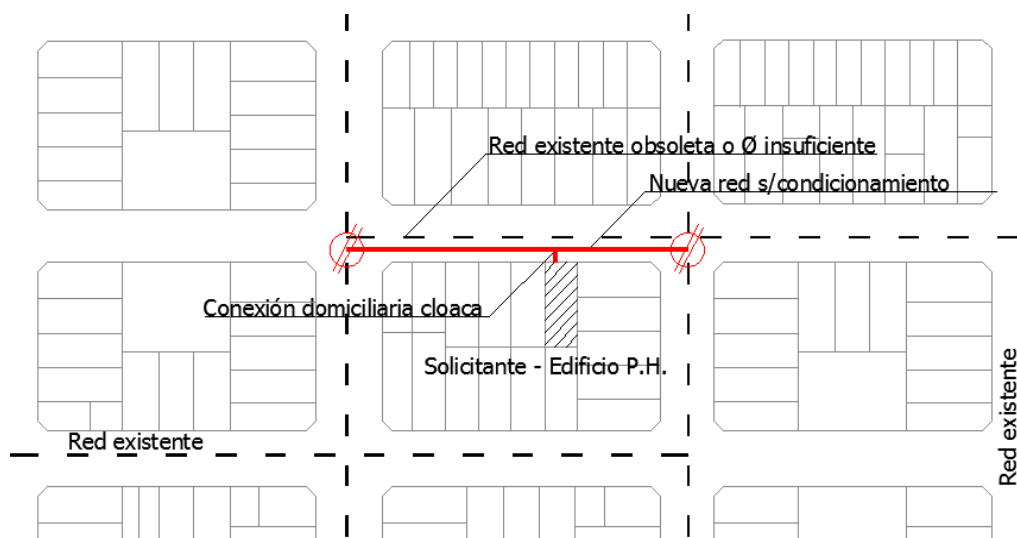 Red existente obsoleta o Ø insuficiente
Nueva red s/condicionamiento
Conexión domiciliaria cloaca
Solicitante - Edificio P.H.
Red existente
Red existente